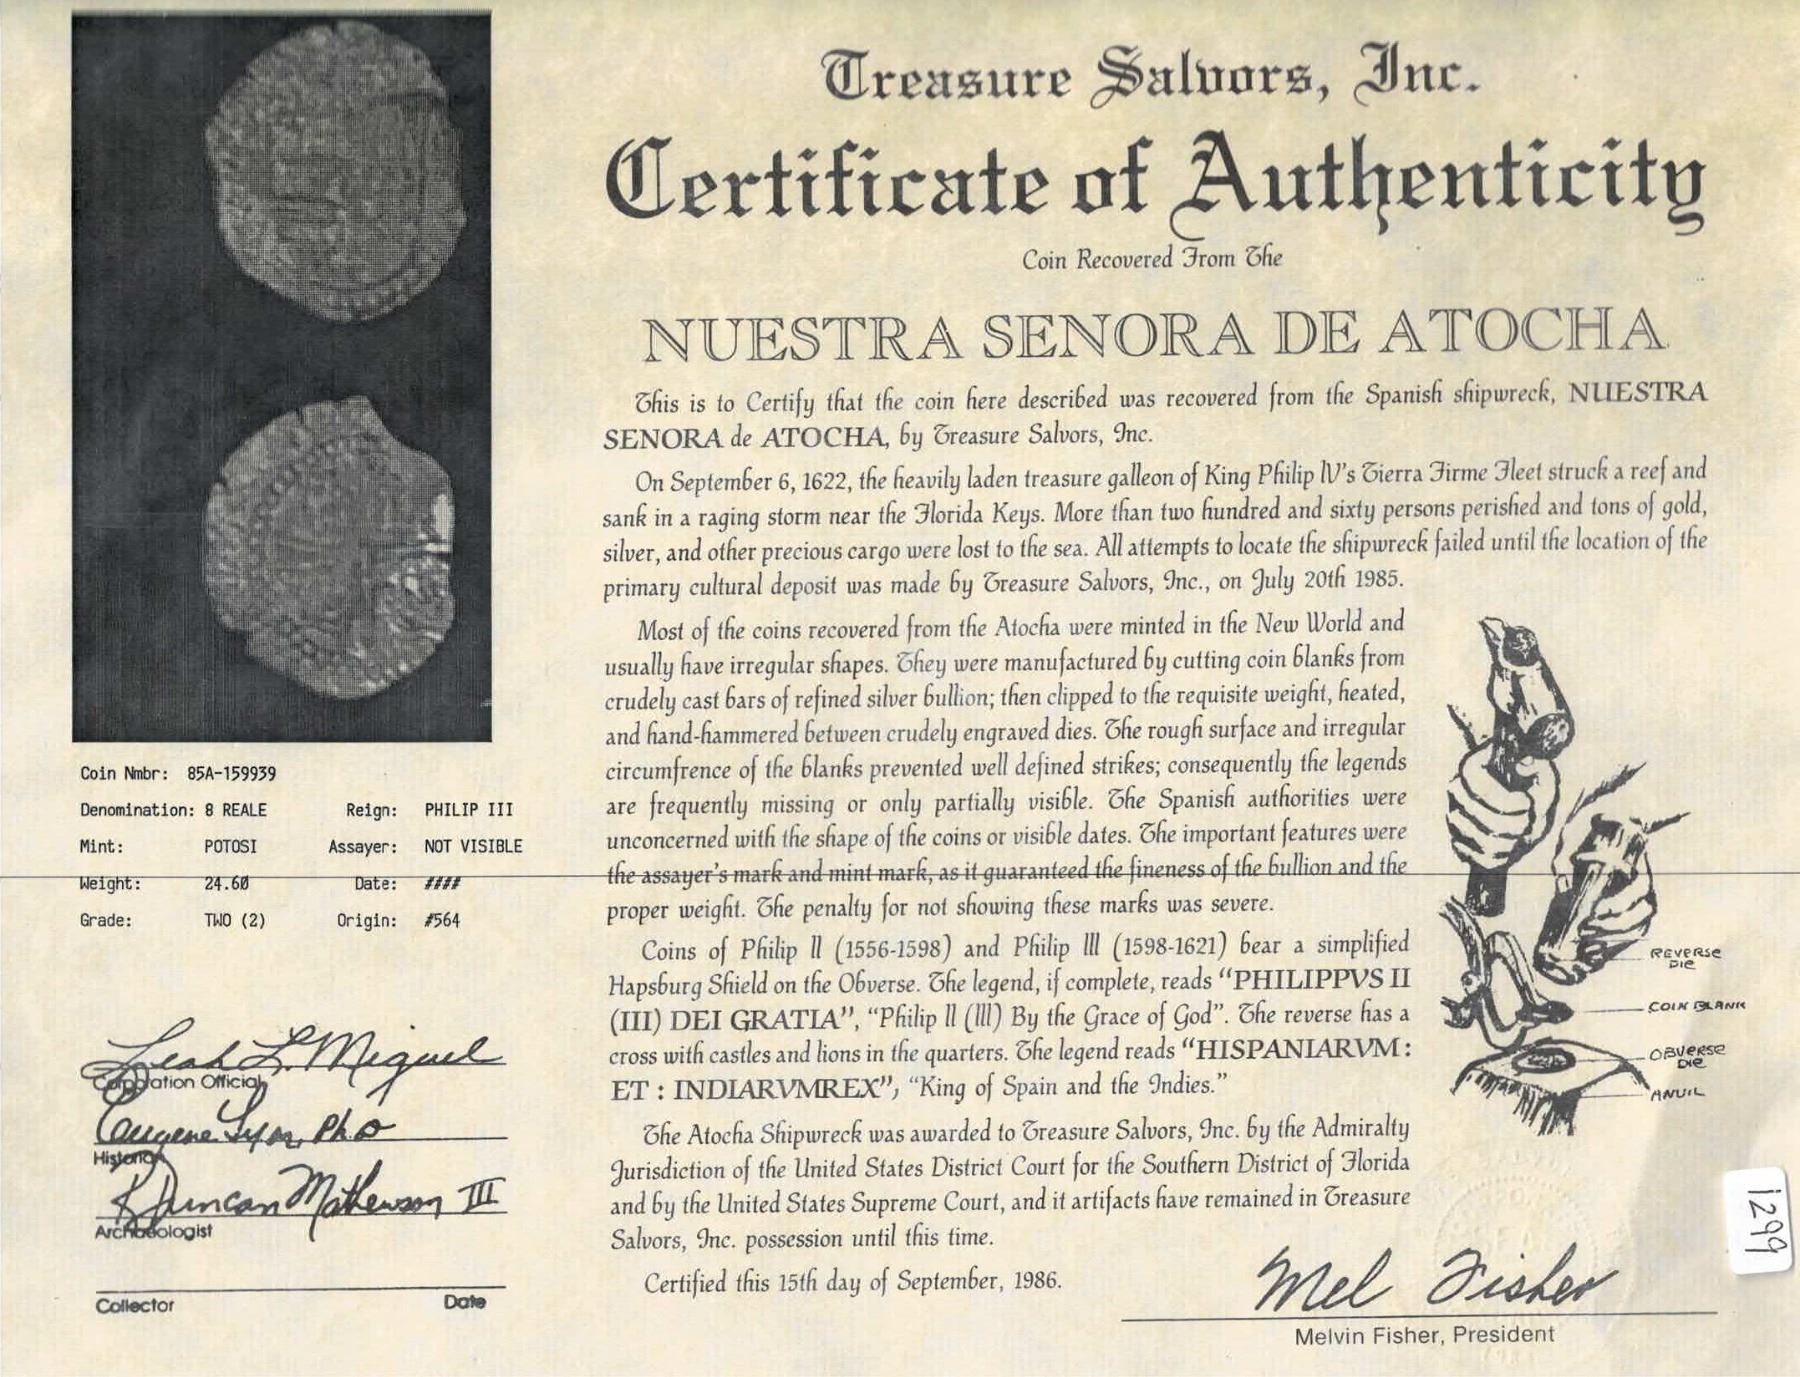 Treasure Salvors, Inc.
Certificate of Authenticity
Coin Recovered From The
NUESTRA SENORA DE ATOCHA
This is to Certify that the coin here described was recovered from the Spanish shipwreck, NUESTRA
SENORA de ATOCHA, by Treasure Salvors, Inc.
On September 6, 1622, the heavily laden treasure galleon of King Philip IV's Tierra Firme Fleet struck a reef and
sank in a raging storm near the Florida Keys. More than two hundred and sixty persons perished and tons of gold,
silver, and other precious cargo were lost to the sea. All attempts to locate the shipwreck failed until the location of the
primary cultural deposit was made by Treasure Salvors, Inc., on July 20th 1985.
Most of the coins recovered from the Atocha were minted in the New World and
usually have irregular shapes. They were manufactured by cutting coin blanks from
crudely cast bars of refined silver bullion; then clipped to the requisite weight, heated,
and hand-hammered between crudely engraved dies. The rough surface and irregular
circumfrence of the blanks prevented well defined strikes; consequently the legends
are frequently missing or only partially visible. The Spanish authorities were
unconcerned with the shape of the coins or visible dates. The important features were
the assayer's mark and mint mark, as it guaranteed the fineness of the bullion and the
proper weight. The penalty for not showing these marks was severe.
Coins of Philip II (1556-1598) and Philip III (1598-1621) bear a simplified
Hapsburg Shield on the Obverse. The legend, if complete, reads "PHILIPPVS II
(III) DEI GRATIA", "Philip II (III) By the Grace of God". The reverse has a
cross with castles and lions in the quarters. The legend reads "HISPANIARVM :
ET : INDIARVMREX", "King of Spain and the Indies."
The Atocha Shipwreck was awarded to Treasure Salvors, Inc. by the Admiralty
Jurisdiction of the United States District Court for the Southern District of Florida
and by the United States Supreme Court, and it artifacts have remained in Treasure
Salvors, Inc. possession until this time.
Certified this 15th day of September, 1986.
Mel Fisher
Melvin Fisher, President
REVERSE
DIE
COIN BLANK
OBVERSE
DIE
ANVIL
1299
Coin Nmbr: 85A-159939
Denomination: 8 REALE Reign: PHILIP III
Mint: POTOSI Assayer: NOT VISIBLE
Weight: 24.60 Date: ####
Grade: TWO (2) Origin: #564
Leah L. Miguel
Corporation Official
Eugene Lyon, PhD
Historian
R Duncan Mathewson III
Archaeologist
Collector Date